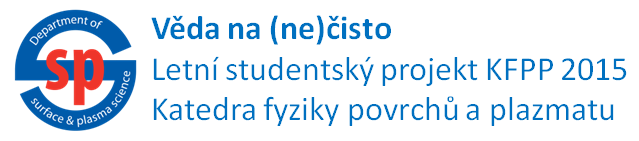 Department of
sp
surface & plasma science
Věda na (ne)čisto
Letní studentský projekt KFPP 2015
Katedra fyziky povrchů a plazmatu